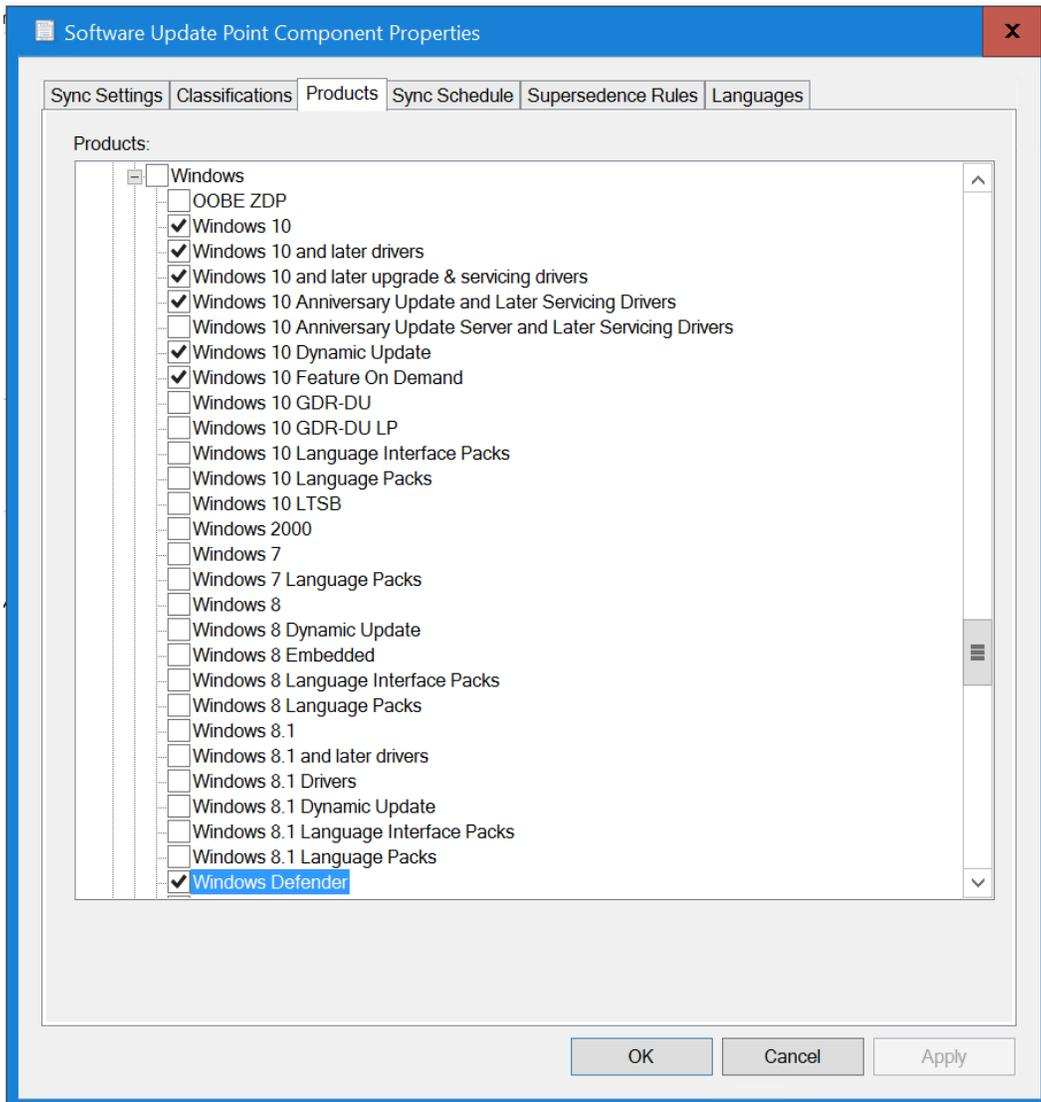 Software Update Point Component Properties
x
Sync Settings Classifications Products Sync Schedule Supersedence Rules Languages
Products:
Windows
OOBE ZDP
Windows 10
Windows 10 and later drivers
Windows 10 and later upgrade & servicing drivers
Windows 10 Anniversary Update and Later Servicing Drivers
Windows 10 Anniversary Update Server and Later Servicing Drivers
Windows 10 Dynamic Update
Windows 10 Feature On Demand
Windows 10 GDR-DU
Windows 10 GDR-DU LP
Windows 10 Language Interface Packs
Windows 10 Language Packs
Windows 10 LTSB
Windows 2000
Windows 7
Windows 7 Language Packs
Windows 8
Windows 8 Dynamic Update
Windows 8 Embedded
Windows 8 Language Interface Packs
Windows 8 Language Packs
Windows 8.1
Windows 8.1 and later drivers
Windows 8.1 Drivers
Windows 8.1 Dynamic Update
Windows 8.1 Language Interface Packs
Windows 8.1 Language Packs
Windows Defender
OK Cancel Apply